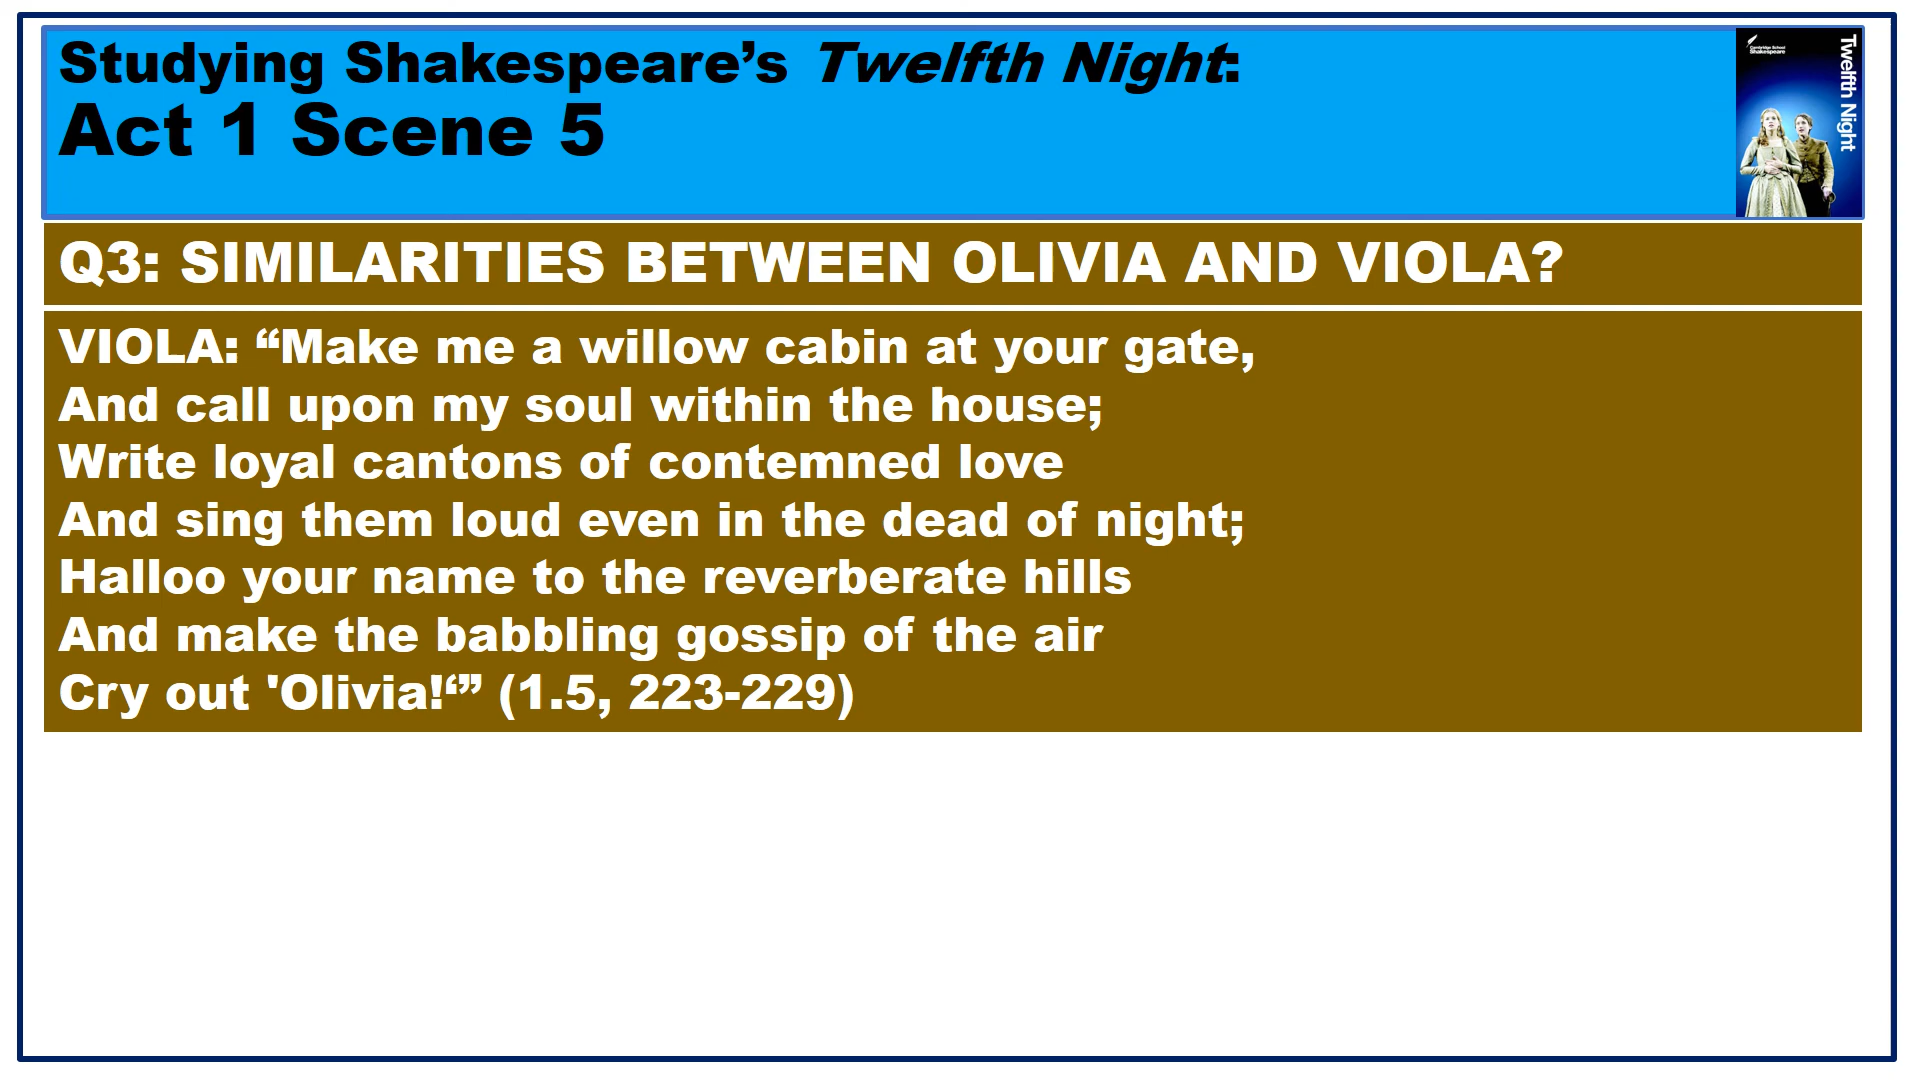 Studying Shakespeare’s Twelfth Night:
Act 1 Scene 5
Cambridge School
Shakespeare
Twelfth Night
Q3: SIMILARITIES BETWEEN OLIVIA AND VIOLA?
VIOLA: “Make me a willow cabin at your gate,
And call upon my soul within the house;
Write loyal cantons of contemned love
And sing them loud even in the dead of night;
Halloo your name to the reverberate hills
And make the babbling gossip of the air
Cry out 'Olivia!‘” (1.5, 223-229)